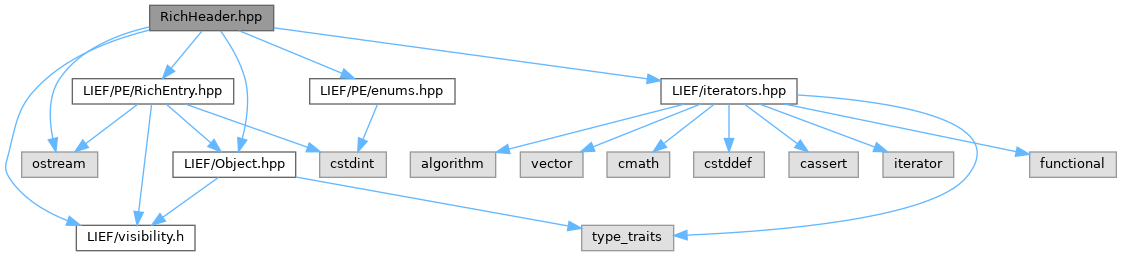 RichHeader.hpp
LIEF/PE/RichEntry.hpp
LIEF/PE/enums.hpp
LIEF/iterators.hpp
ostream
LIEF/Object.hpp
cstdint
algorithm
vector
cmath
cstddef
cassert
iterator
functional
LIEF/visibility.h
type_traits